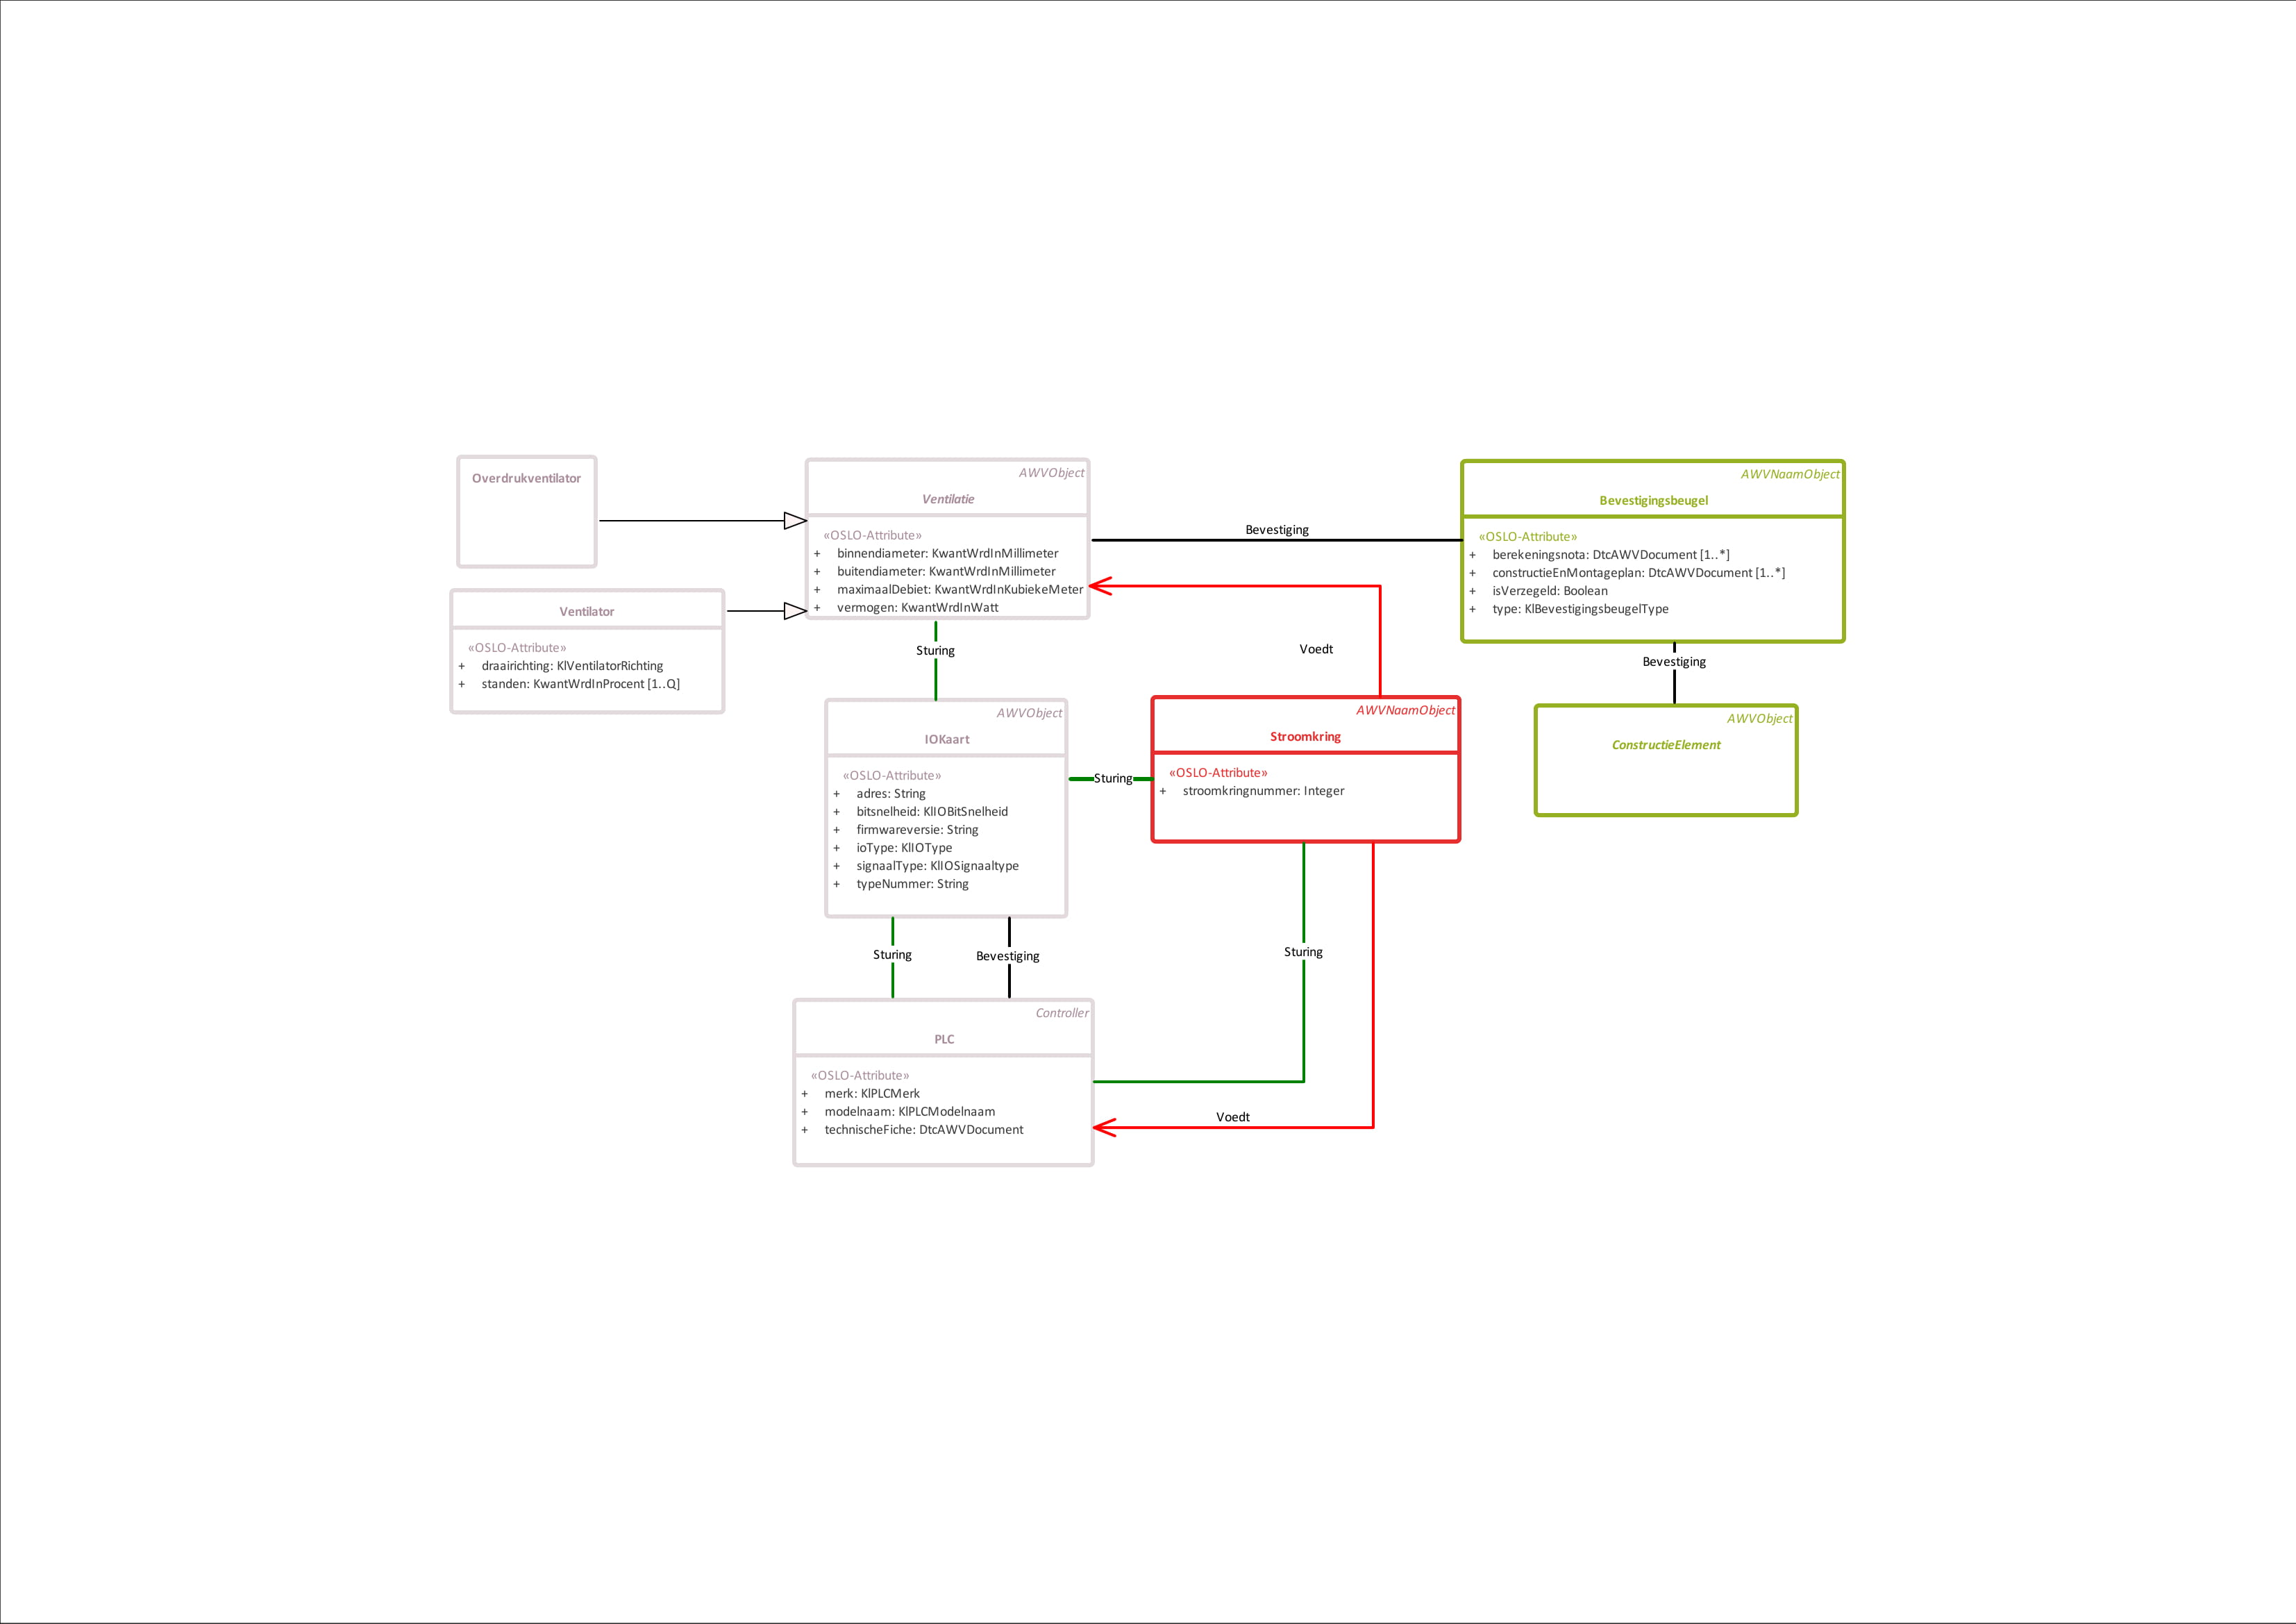 Overdrukventilator
AWVObject
Ventilatie
«OSLO-Attribute»
+ binnendiameter: KwantWrdInMillimeter
+ buitendiameter: KwantWrdInMillimeter
+ maximaalDebiet: KwantWrdInKubiekeMeter
+ vermogen: KwantWrdInWatt
Bevestiging
AWVNaamObject
Bevestigingsbeugel
«OSLO-Attribute»
+ berekeningsnota: DtcAWVDocument [1..*]
+ constructieEnMontageplan: DtcAWVDocument [1..*]
+ isVerzegeld: Boolean
+ type: KlBevestigingsbeugelType
Ventilator
«OSLO-Attribute»
+ draairichting: KlVentilatorRichting
+ standen: KwantWrdInProcent [1..Q]
Sturing
Voedt
Bevestiging
AWVObject
IOKaart
«OSLO-Attribute»
+ adres: String
+ bitsnelheid: KlIOBitSnelheid
+ firmwareversie: String
+ ioType: KlIOType
+ signaalType: KlIOSignaaltype
+ typeNummer: String
Sturing
AWVNaamObject
Stroomkring
«OSLO-Attribute»
+ stroomkringnummer: Integer
AWVObject
ConstructieElement
Sturing
Bevestiging
Sturing
Controller
PLC
«OSLO-Attribute»
+ merk: KlPLCMerk
+ modelnaam: KlPLCModelnaam
+ technischeFiche: DtcAWVDocument
Voedt